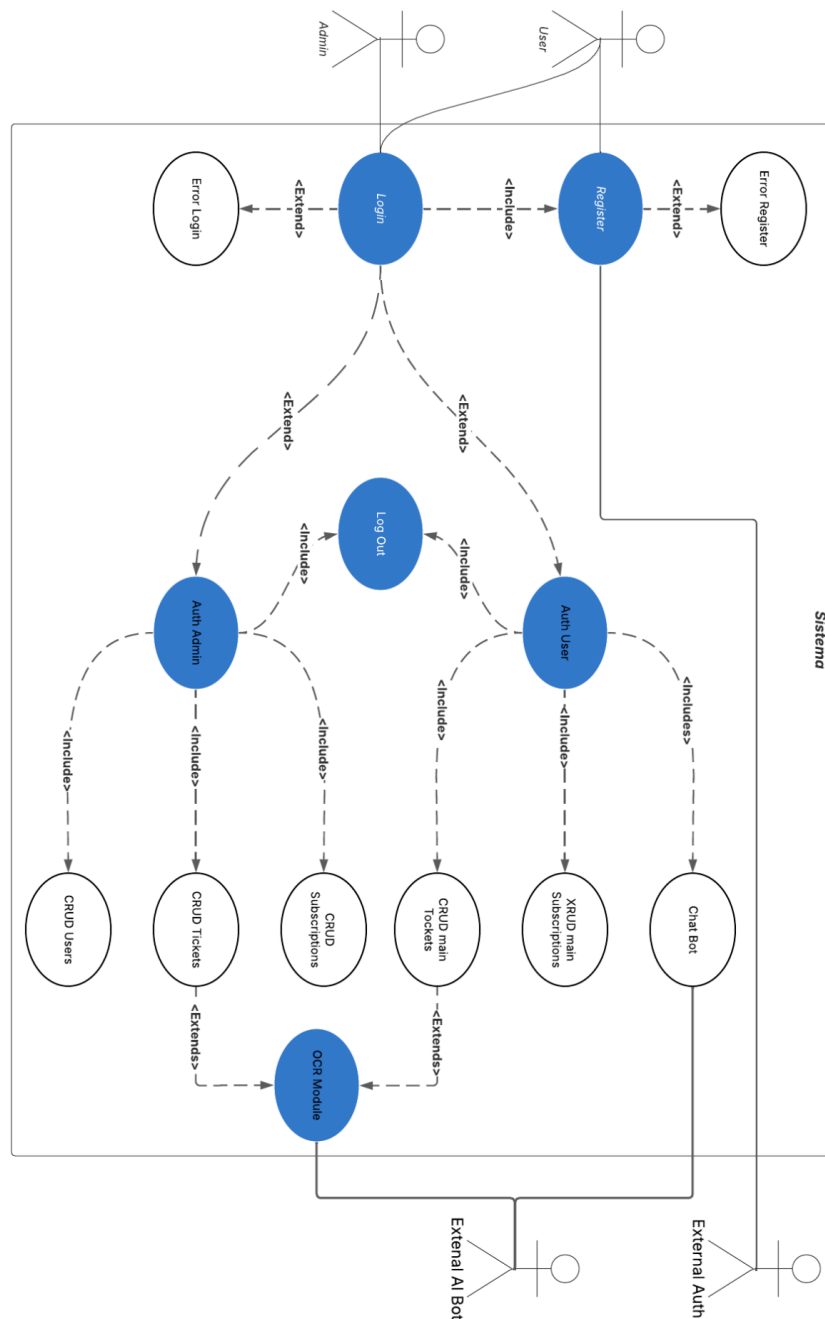 Sistema
Error Register
<Extend>
<Includes>
Chat Bot
External Auth
User
Register
<Include>
XRUD main
Subscriptions
Auth User
<Include>
<Extend>
<Include>
<Include>
CRUD main
Tockets
<Extends>
Extenal AI Bot
Admin
Login
Log Out
<Include>
<Include>
CRUD
Subscriptions
OCR Module
<Extend>
<Extend>
Error Login
Auth Admin
<Include>
CRUD Tickets
<Extends>
<Include>
CRUD Users